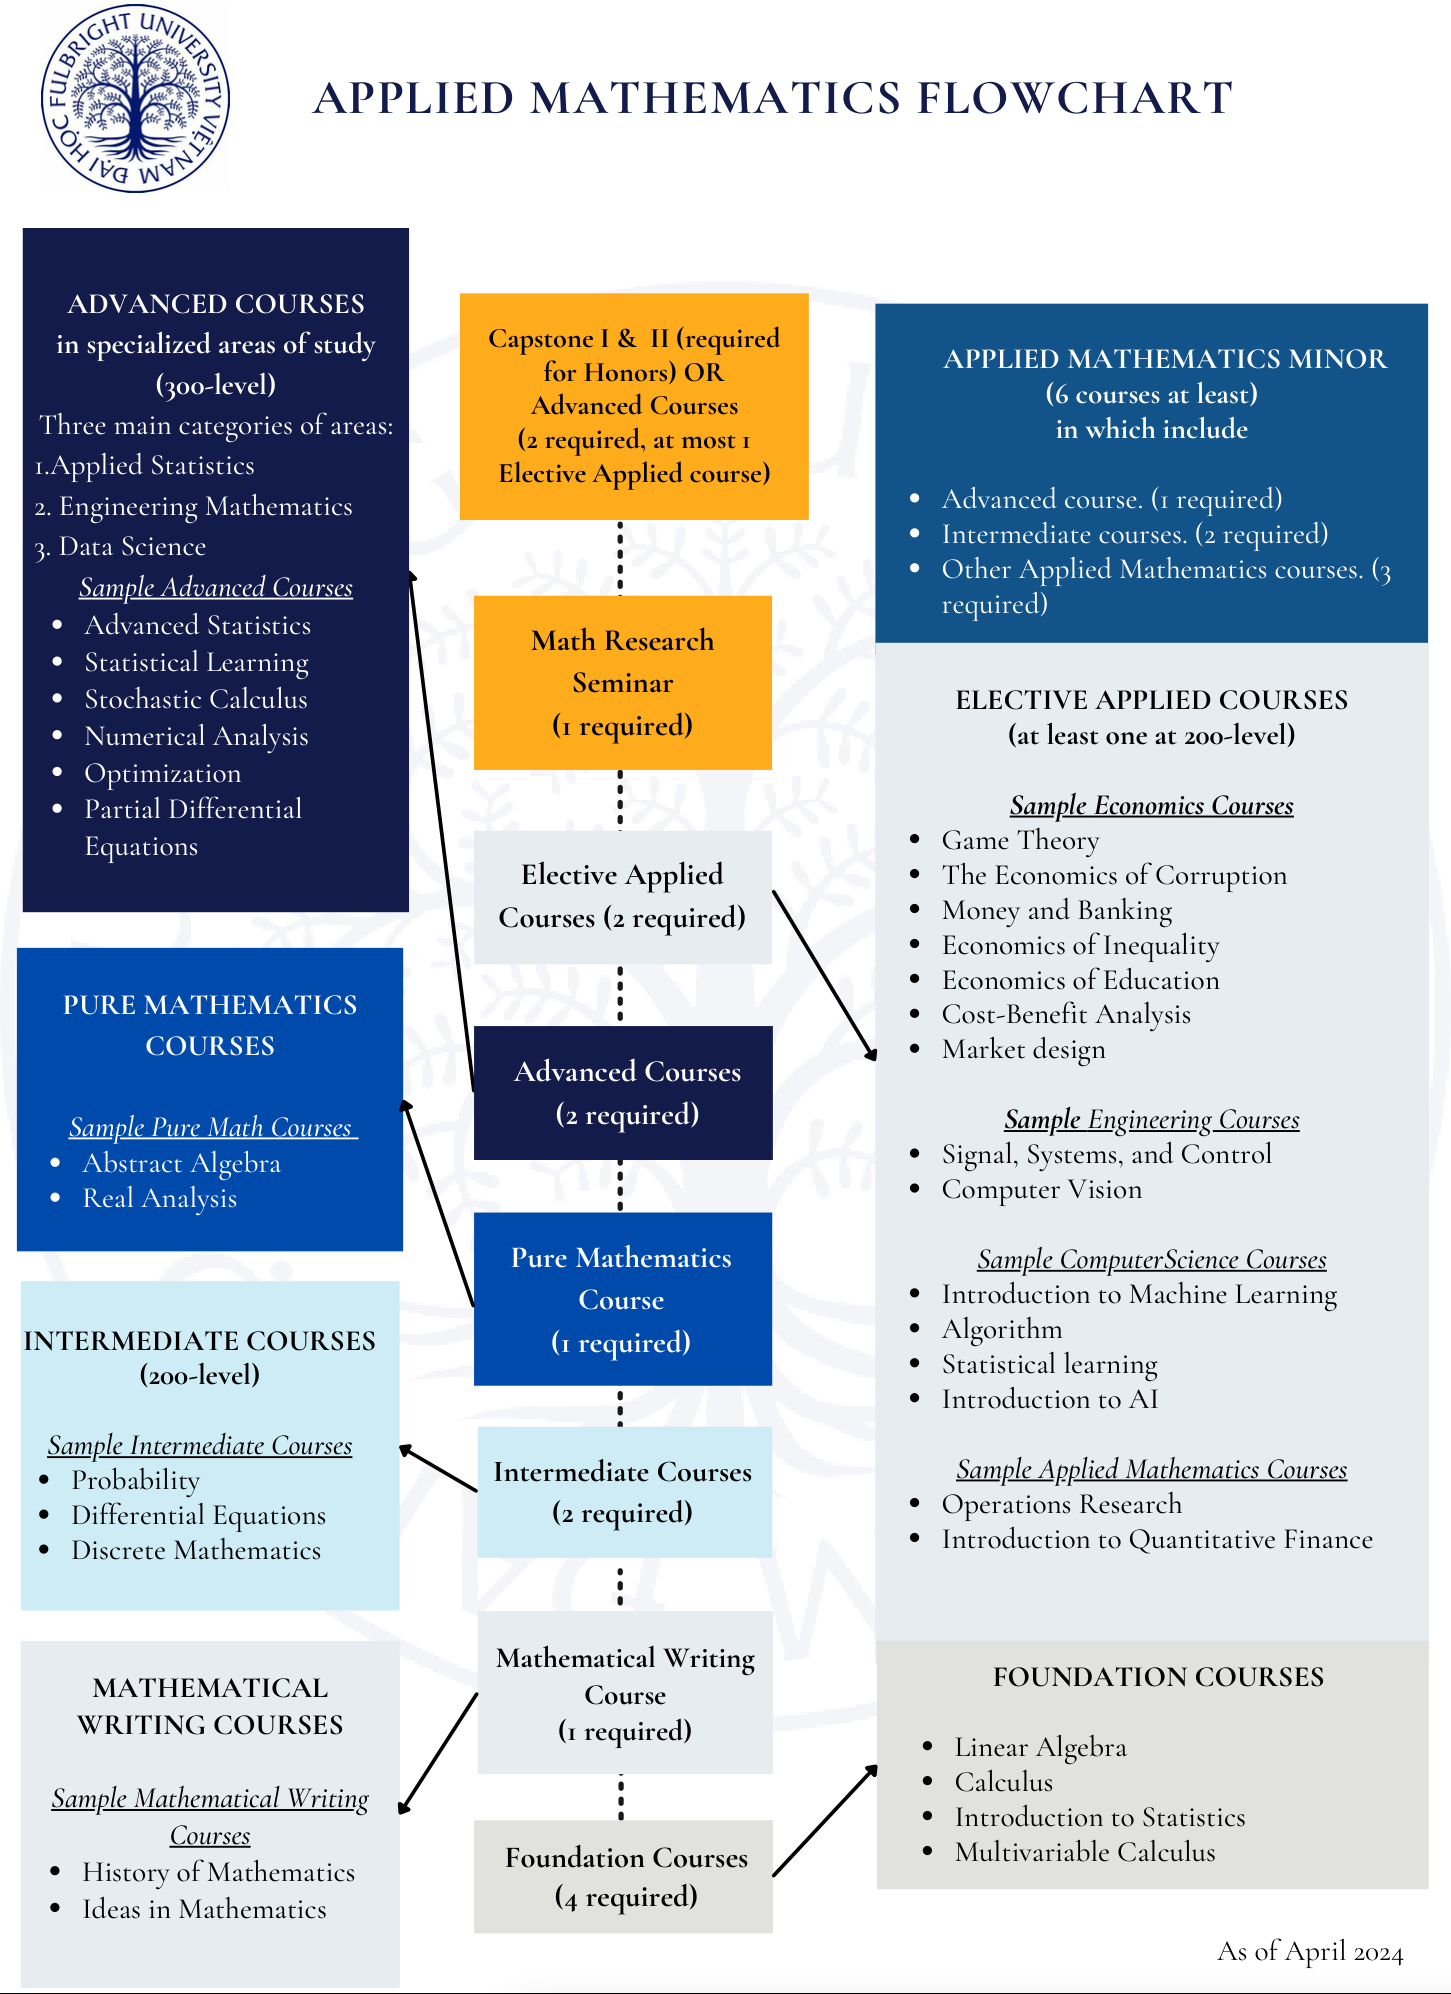 FULBRIGHT UNIVERSITY VIỆTNAM ĐẠI HỌC
APPLIED MATHEMATICS FLOWCHART
ADVANCED COURSES
in specialized areas of study
(300-level)
Three main categories of areas:
1.Applied Statistics
2. Engineering Mathematics
3. Data Science
Sample Advanced Courses
• Advanced Statistics
• Statistical Learning
• Stochastic Calculus
• Numerical Analysis
• Optimization
• Partial Differential
Equations
PURE MATHEMATICS
COURSES
Sample Pure Math Courses
• Abstract Algebra
• Real Analysis
INTERMEDIATE COURSES
(200-level)
Sample Intermediate Courses
• Probability
• Differential Equations
• Discrete Mathematics
MATHEMATICAL
WRITING COURSES
Sample Mathematical Writing
Courses
• History of Mathematics
• Ideas in Mathematics
Capstone I & II (required
for Honors) OR
Advanced Courses
(2 required, at most 1
Elective Applied course)
Math Research
Seminar
(1 required)
Elective Applied
Courses (2 required)
Advanced Courses
(2 required)
Pure Mathematics
Course
(1 required)
Intermediate Courses
(2 required)
Mathematical Writing
Course
(1 required)
Foundation Courses
(4 required)
APPLIED MATHEMATICS MINOR
(6 courses at least)
in which include
• Advanced course. (1 required)
• Intermediate courses. (2 required)
• Other Applied Mathematics courses. (3
required)
ELECTIVE APPLIED COURSES
(at least one at 200-level)
Sample Economics Courses
• Game Theory
• The Economics of Corruption
• Money and Banking
• Economics of Inequality
• Economics of Education
• Cost-Benefit Analysis
• Market design
Sample Engineering Courses
• Signal, Systems, and Control
• Computer Vision
Sample ComputerScience Courses
• Introduction to Machine Learning
• Algorithm
• Statistical learning
• Introduction to AI
Sample Applied Mathematics Courses
• Operations Research
• Introduction to Quantitative Finance
FOUNDATION COURSES
• Linear Algebra
• Calculus
• Introduction to Statistics
• Multivariable Calculus
As of April 2024